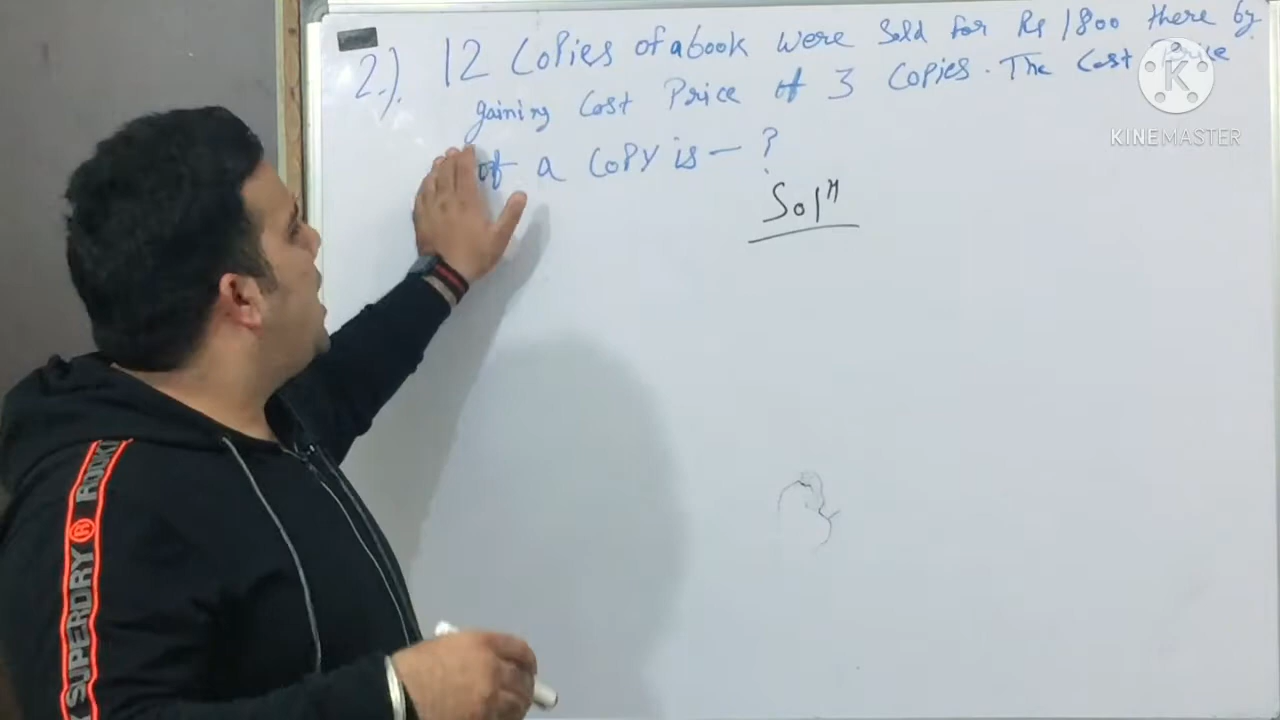 2.). 12 Copies of a book were Sold for Rs 1800 there by
gaining Cost Price of 3 Copies. The Cost Price
of a CoPy is — ?
Solⁿ
KINEMASTER
SUPERDRY ®